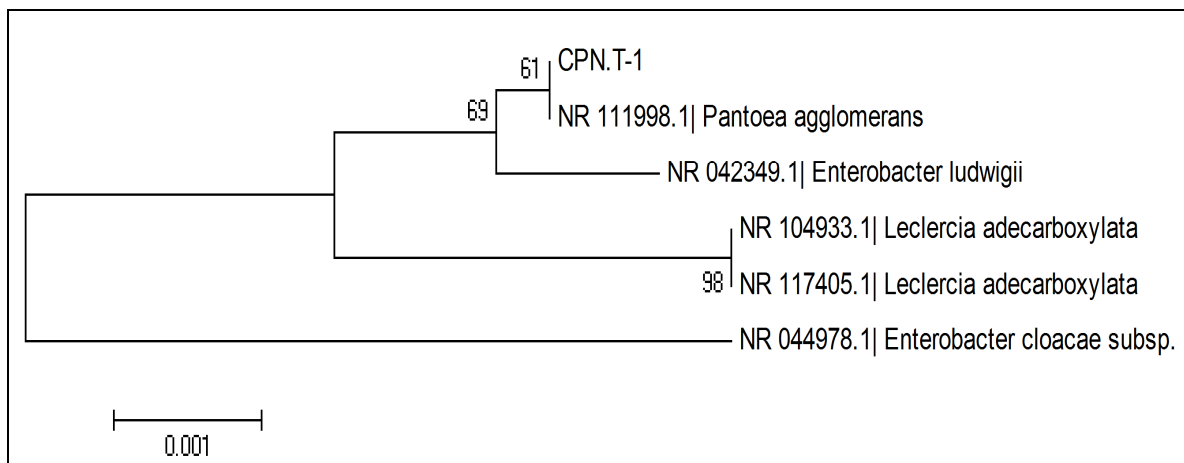 61
CPN.T-1
NR 111998.1| Pantoea agglomerans
69
NR 042349.1| Enterobacter ludwigii
NR 104933.1| Leclercia adecarboxylata
98
NR 117405.1| Leclercia adecarboxylata
NR 044978.1| Enterobacter cloacae subsp.
0.001